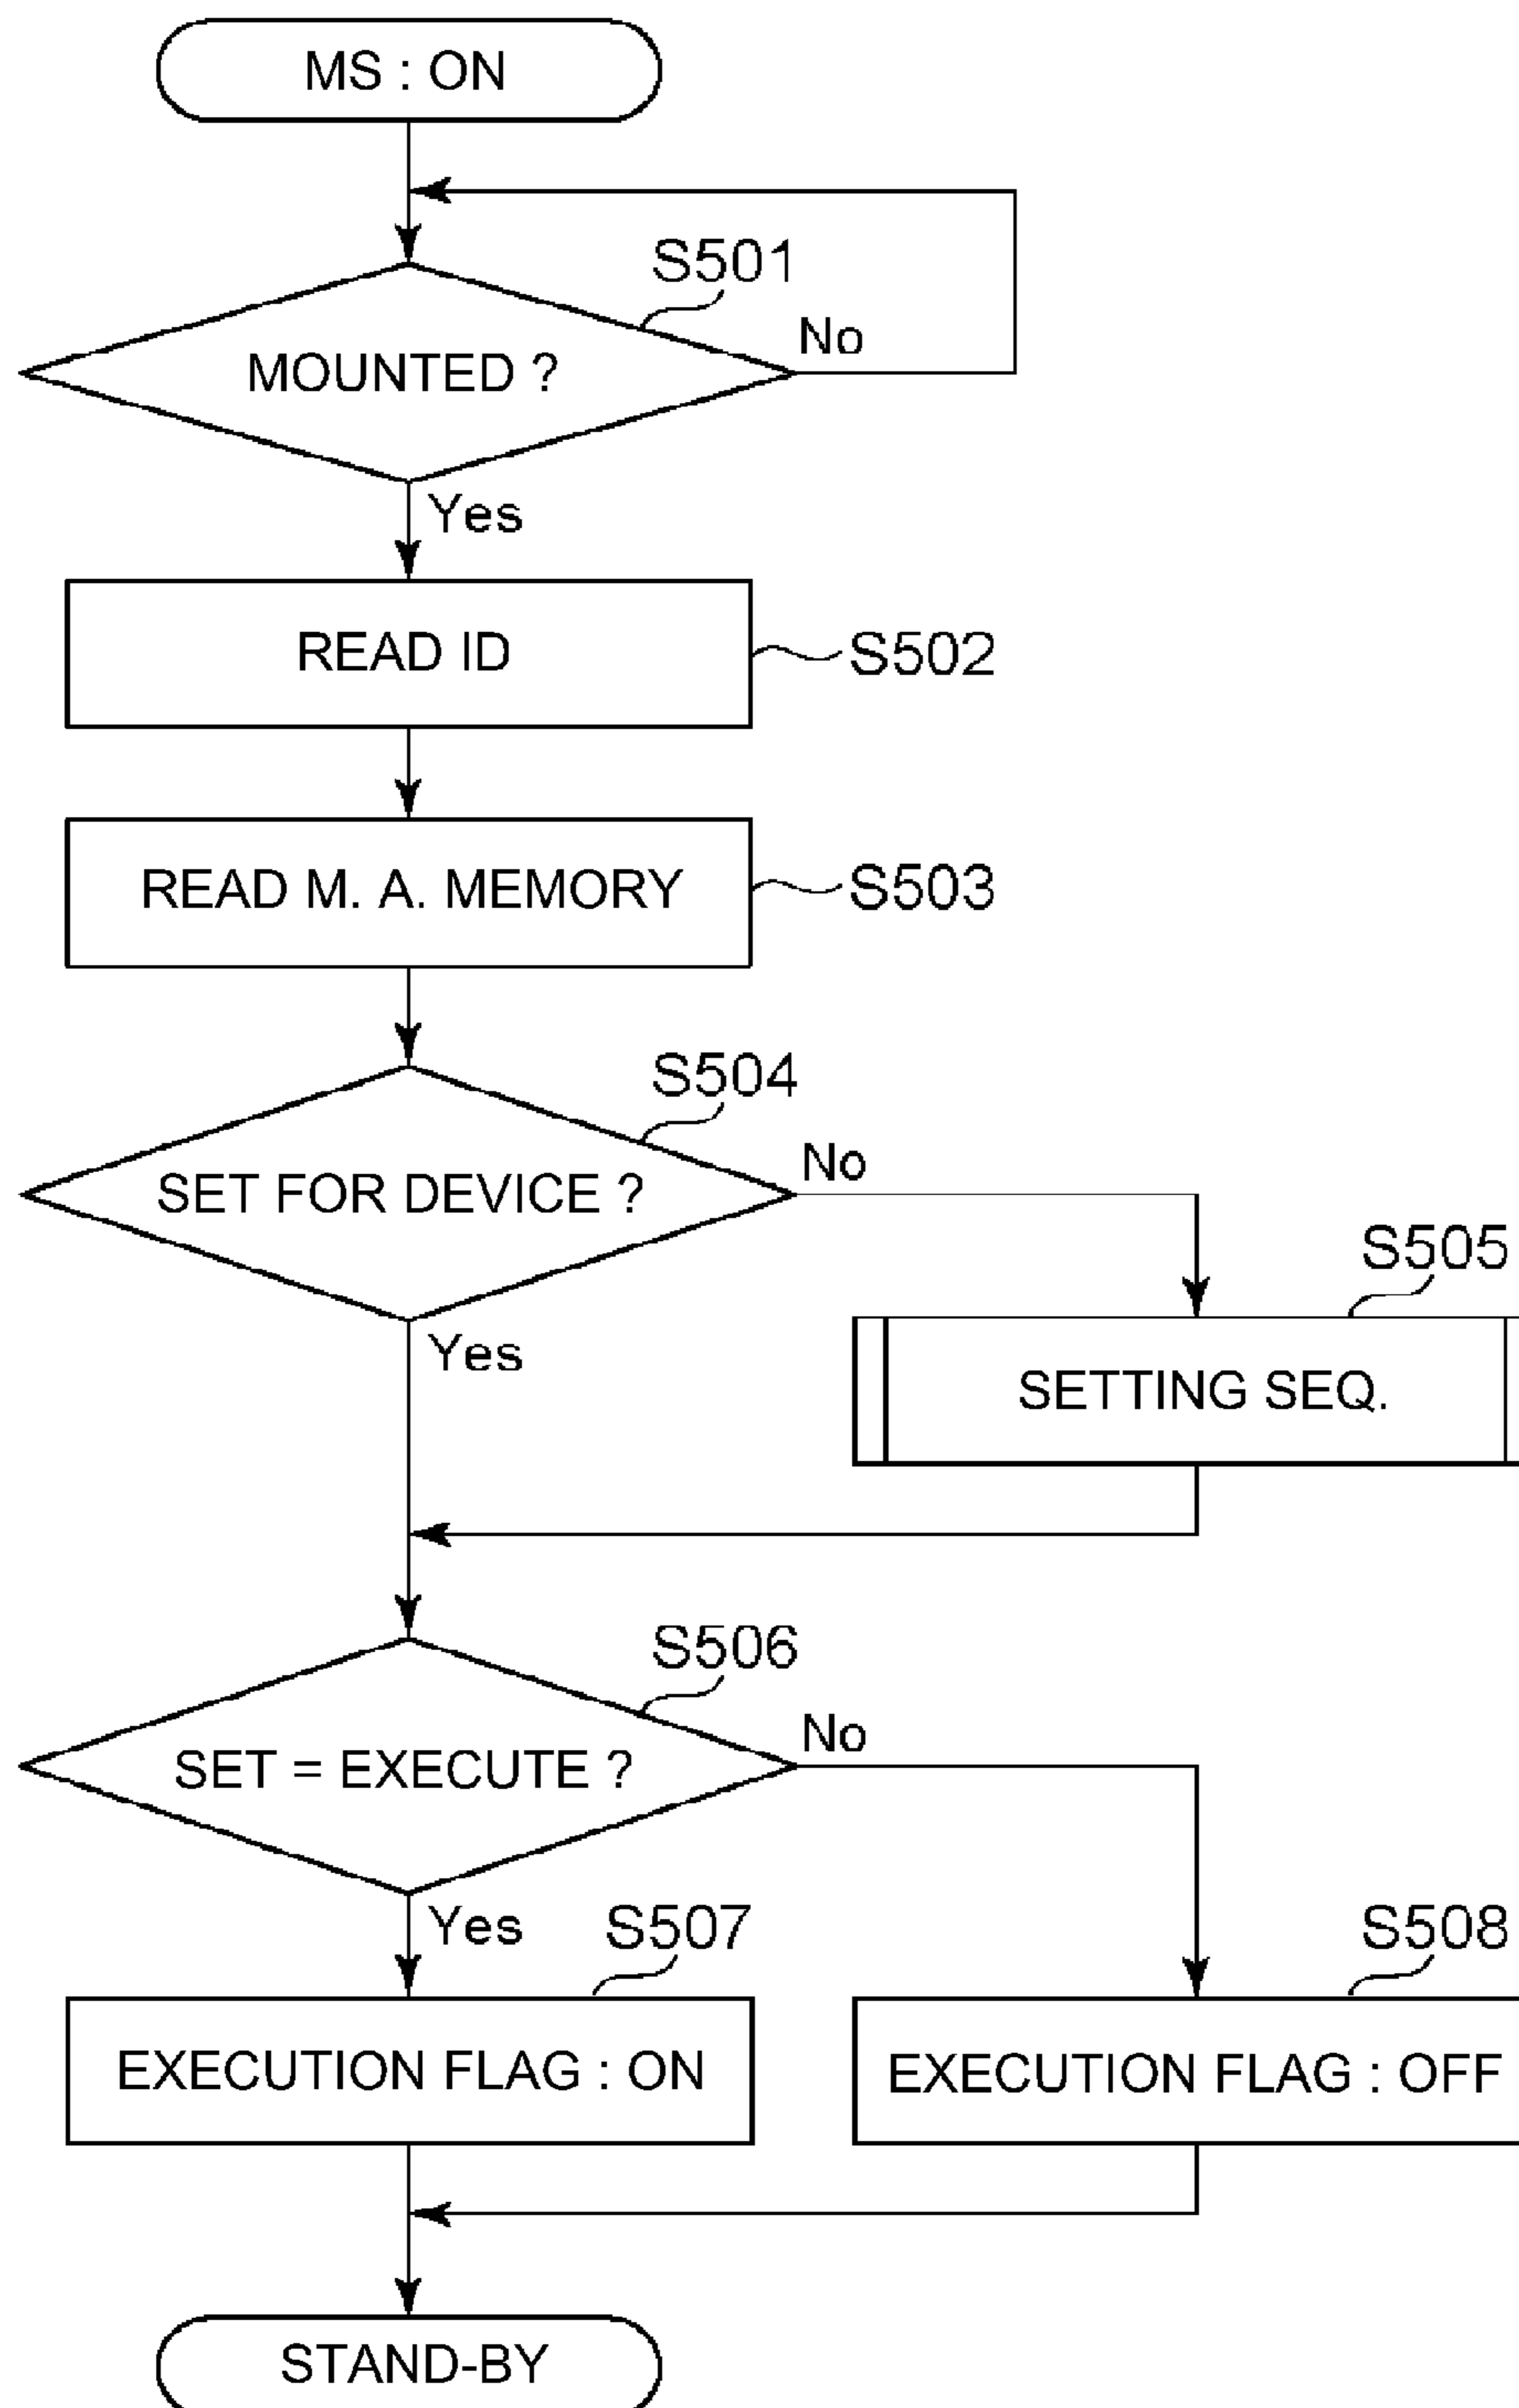 MS : ON
S501
MOUNTED ?
No
Yes
READ ID
S502
READ M. A. MEMORY
S503
S504
SET FOR DEVICE ?
No
Yes
S505
SETTING SEQ.
S506
SET = EXECUTE ?
No
Yes
S507
S508
EXECUTION FLAG : ON
EXECUTION FLAG : OFF
STAND-BY